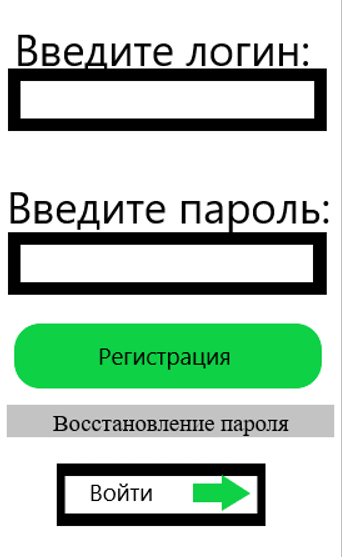 Введите логин:
Введите пароль:
Регистрация
Восстановление пароля
Войти